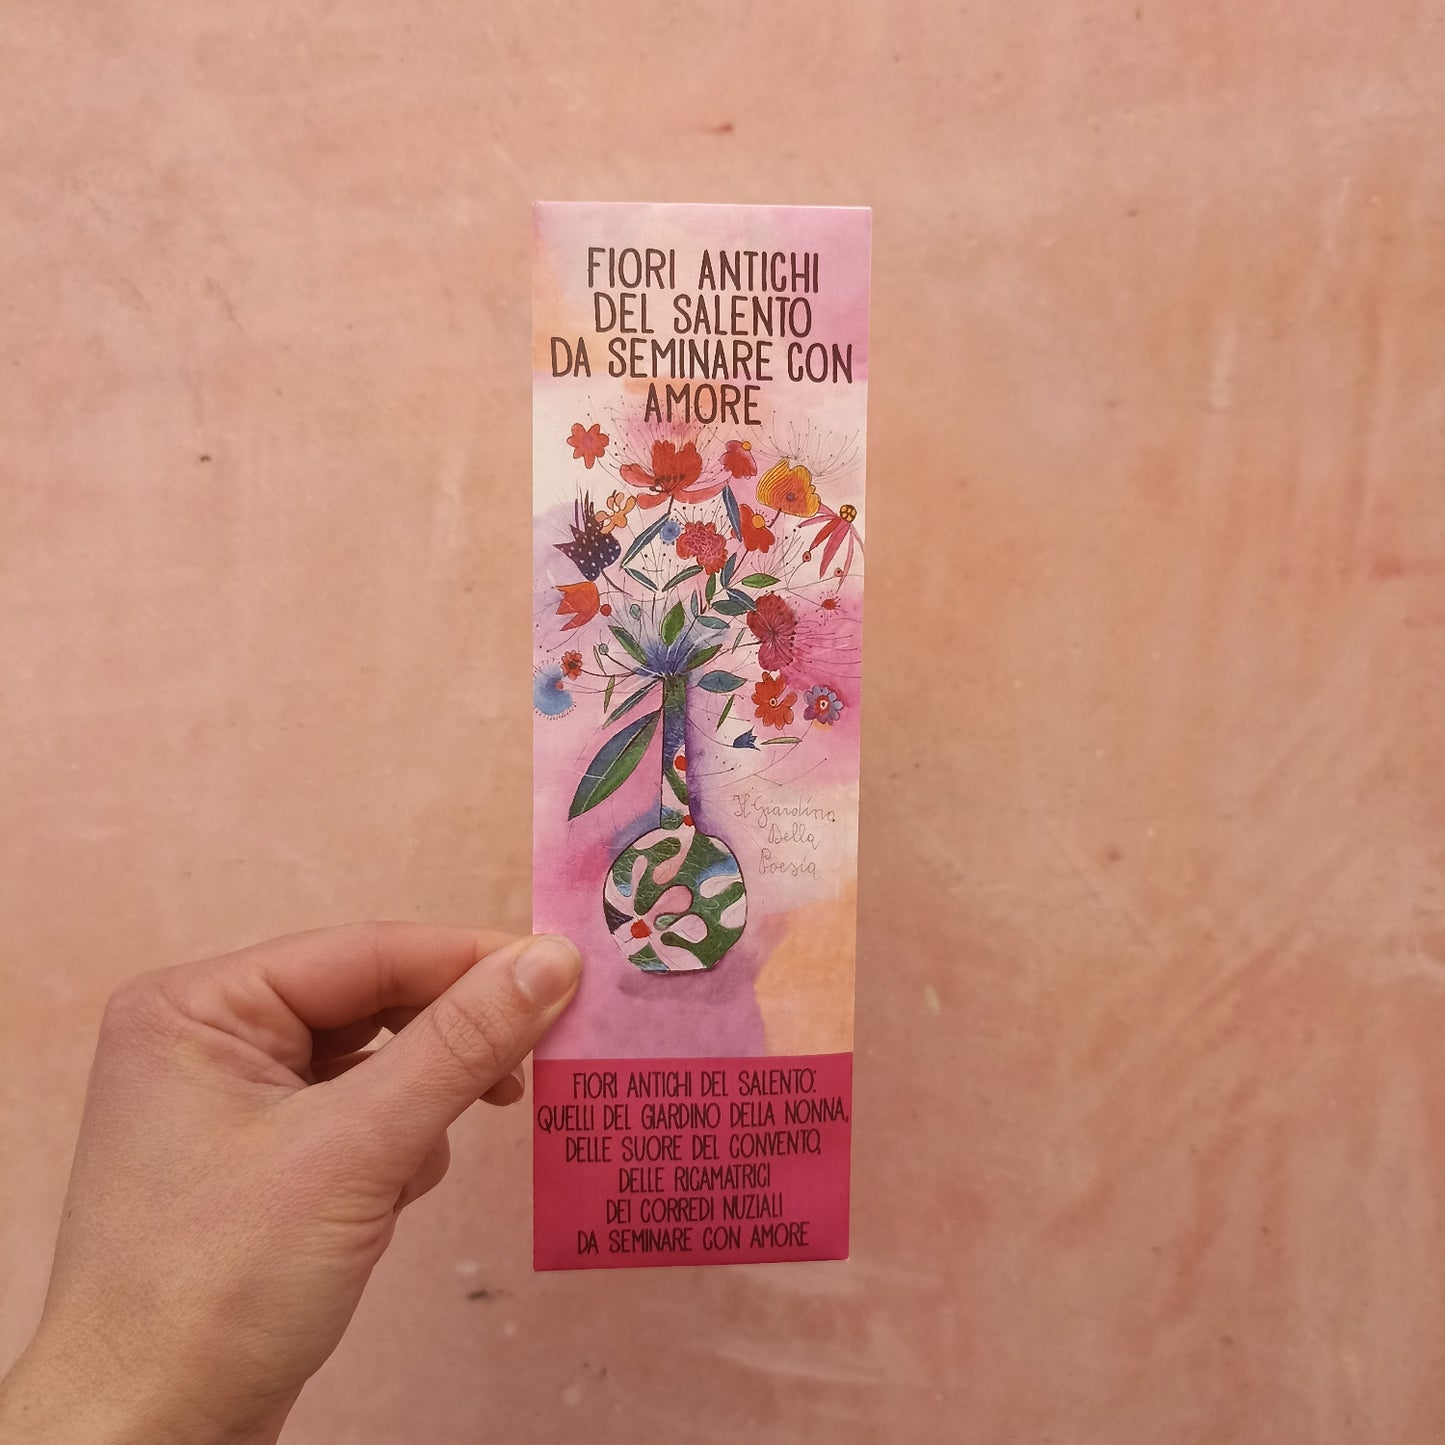 FIORI ANTICHI
DEL SALENTO
DA SEMINARE CON
AMORE
Il Giardino
Della
Poesia
FIORI ANTICHI DEL SALENTO:
QUELLI DEL GIARDINO DELLA NONNA,
DELLE SUORE DEL CONVENTO,
DELLE RICAMATRICI
DEI CORREDI NUZIALI
DA SEMINARE CON AMORE